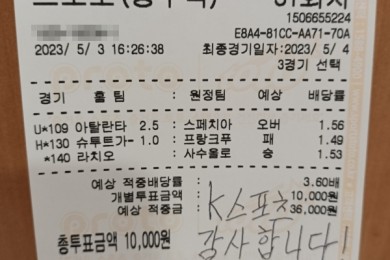 1506655224
E8A4-81CC-AA71-70A
2023/ 5/ 3 16:26:38 최종경기일자:2023/ 5/ 4
3경기 선택
경기 홈 팀 : 원정팀 예상 배당률
U*109 아탈란타 2.5 : 스페치아 오버 1.56
H*130 슈투트가- 1.0 : 프랑크푸 패 1.49
*140 라치오 : 사수올로 승 1.53
예상 적중배당률 : 3.60배
개별투표금액 : 10,000원
예상 적중금 : 36,000원
K스포츠
총투표금액 10,000원
감사합니다!